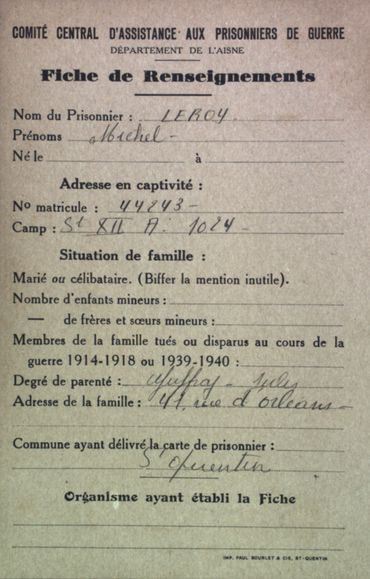 COMITÉ CENTRAL D'ASSISTANCE AUX PRISONNIERS DE GUERRE
DÉPARTEMENT DE L'AISNE
Fiche de Renseignements
Nom du Prisonnier : LEROY.
Prénoms Michel -
Né le à
Adresse en captivité :
No matricule : 44243 -
Camp : St XII A. 1024 -
Situation de famille :
Marié ou célibataire. (Biffer la mention inutile).
Nombre d'enfants mineurs :
— de frères et sœurs mineurs :
Membres de la famille tués ou disparus au cours de la
guerre 1914-1918 ou 1939-1940 :
Degré de parenté :
Adresse de la famille : 41, rue d'orléans -
Commune ayant délivré la carte de prisonnier :
St Quentin
Organisme ayant établi la Fiche
IMP. PAUL BOURLET & CIE, ST-QUENTIN